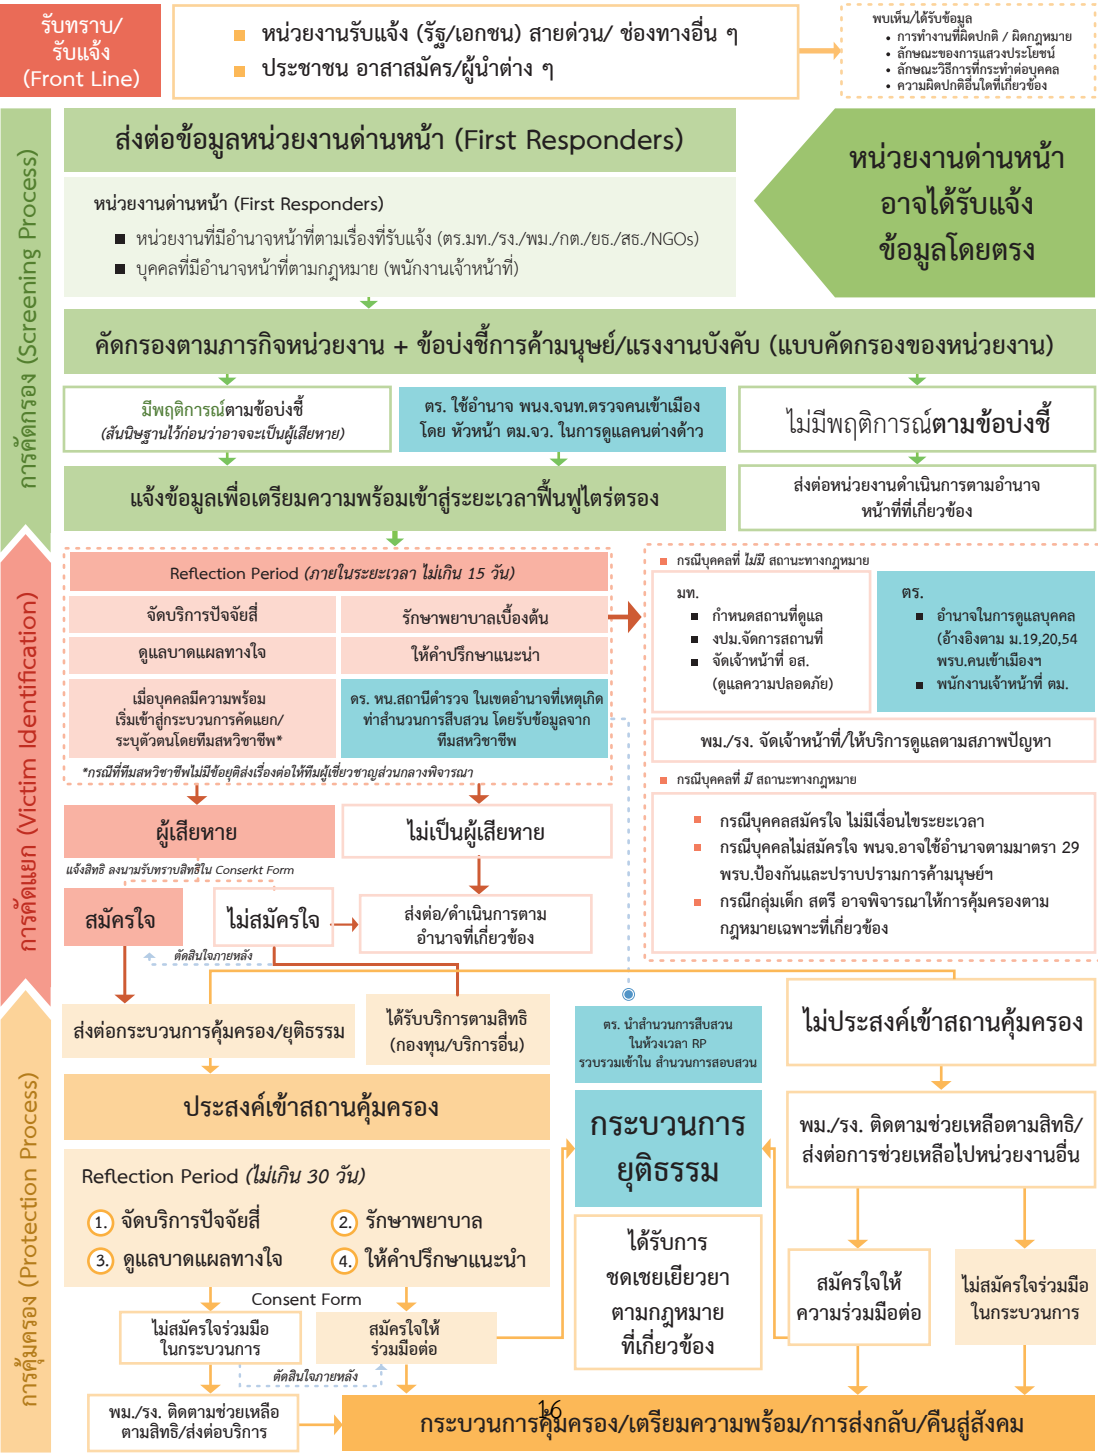 รับทราบ/
รับแจ้ง
(Front Line)
■ หน่วยงานรับแจ้ง (รัฐ/เอกชน) สายด่วน/ ช่องทางอื่น ๆ
■ ประชาชน อาสาสมัคร/ผู้นำต่าง ๆ
พบเห็น/ได้รับข้อมูล
• การทำงานที่ผิดปกติ / ผิดกฎหมาย
• ลักษณะของการแสวงประโยชน์
• ลักษณะวิธีการที่กระทำต่อบุคคล
• ความผิดปกติอื่นใดที่เกี่ยวข้อง
การคัดกรอง (Screening Process)
ส่งต่อข้อมูลหน่วยงานด่านหน้า (First Responders)
หน่วยงานด่านหน้า (First Responders)
■ หน่วยงานที่มีอำนาจหน้าที่ตามเรื่องที่รับแจ้ง (ตร.มท./รง./พม./กต./ยธ./สธ./NGOs)
■ บุคคลที่มีอำนาจหน้าที่ตามกฎหมาย (พนักงานเจ้าหน้าที่)
หน่วยงานด่านหน้า
อาจได้รับแจ้ง
ข้อมูลโดยตรง
คัดกรองตามภารกิจหน่วยงาน + ข้อบ่งชี้การค้ามนุษย์/แรงงานบังคับ (แบบคัดกรองของหน่วยงาน)
มีพฤติการณ์ตามข้อบ่งชี้
(สันนิษฐานไว้ก่อนว่าอาจจะเป็นผู้เสียหาย)
ตร. ใช้อำนาจ พนง.จนท.ตรวจคนเข้าเมือง
โดย หัวหน้า ตม.จว. ในการดูแลคนต่างด้าว
ไม่มีพฤติการณ์ตามข้อบ่งชี้
แจ้งข้อมูลเพื่อเตรียมความพร้อมเข้าสู่ระยะเวลาฟื้นฟูไตร่ตรอง
ส่งต่อหน่วยงานดำเนินการตามอำนาจ
หน้าที่ที่เกี่ยวข้อง
การคัดแยก (Victim Identification)
Reflection Period (ภายในระยะเวลา ไม่เกิน 15 วัน)
จัดบริการปัจจัยสี่
รักษาพยาบาลเบื้องต้น
ดูแลบาดแผลทางใจ
ให้คำปรึกษาแนะนำ
เมื่อบุคคลมีความพร้อม
เริ่มเข้าสู่กระบวนการคัดแยก/
ระบุตัวตนโดยทีมสหวิชาชีพ*
ดร. หน.สถานีตำรวจ ในเขตอำนาจที่เหตุเกิด
ทำสำนวนการสืบสวน โดยรับข้อมูลจาก
ทีมสหวิชาชีพ
*กรณีที่ทีมสหวิชาชีพไม่มีข้อยุติส่งเรื่องต่อให้ทีมผู้เชี่ยวชาญส่วนกลางพิจารณา
■ กรณีบุคคลที่ ไม่มี สถานะทางกฎหมาย
มท.
■ กำหนดสถานที่ดูแล
■ งปม.จัดการสถานที่
■ จัดเจ้าหน้าที่ อส.
(ดูแลความปลอดภัย)
ตร.
■ อำนาจในการดูแลบุคคล
(อ้างอิงตาม ม.19,20,54
พรบ.คนเข้าเมืองฯ
■ พนักงานเจ้าหน้าที่ ตม.
พม./รง. จัดเจ้าหน้าที่/ให้บริการดูแลตามสภาพปัญหา
■ กรณีบุคคลที่ มี สถานะทางกฎหมาย
■ กรณีบุคคลสมัครใจ ไม่มีเงื่อนไขระยะเวลา
■ กรณีบุคคลไม่สมัครใจ พนจ.อาจใช้อำนาจตามมาตรา 29
พรบ.ป้องกันและปราบปรามการค้ามนุษย์ฯ
■ กรณีกลุ่มเด็ก สตรี อาจพิจารณาให้การคุ้มครองตาม
กฎหมายเฉพาะที่เกี่ยวข้อง
ผู้เสียหาย
ไม่เป็นผู้เสียหาย
แจ้งสิทธิ ลงนามรับทราบสิทธิใน Conserkt Form
สมัครใจ
ไม่สมัครใจ
ส่งต่อ/ดำเนินการตาม
อำนาจที่เกี่ยวข้อง
ตัดสินใจภายหลัง
การคุ้มครอง (Protection Process)
ส่งต่อกระบวนการคุ้มครอง/ยุติธรรม
ได้รับบริการตามสิทธิ
(กองทุน/บริการอื่น)
ตร. นำสำนวนการสืบสวน
ในห้วงเวลา RP
รวบรวมเข้าใน สำนวนการสอบสวน
ไม่ประสงค์เข้าสถานคุ้มครอง
ประสงค์เข้าสถานคุ้มครอง
กระบวนการ
ยุติธรรม
พม./รง. ติดตามช่วยเหลือตามสิทธิ/
ส่งต่อการช่วยเหลือไปหน่วยงานอื่น
Reflection Period (ไม่เกิน 30 วัน)
1. จัดบริการปัจจัยสี่
2. รักษาพยาบาล
3. ดูแลบาดแผลทางใจ
4. ให้คำปรึกษาแนะนำ
ได้รับการ
ชดเชยเยียวยา
ตามกฎหมาย
ที่เกี่ยวข้อง
สมัครใจให้
ความร่วมมือต่อ
ไม่สมัครใจร่วมมือ
ในกระบวนการ
Consent Form
ไม่สมัครใจร่วมมือ
ในกระบวนการ
สมัครใจให้
ร่วมมือต่อ
ตัดสินใจภายหลัง
พม./รง. ติดตามช่วยเหลือ
ตามสิทธิ/ส่งต่อบริการ
16
กระบวนการคุ้มครอง/เตรียมความพร้อม/การส่งกลับ/คืนสู่สังคม